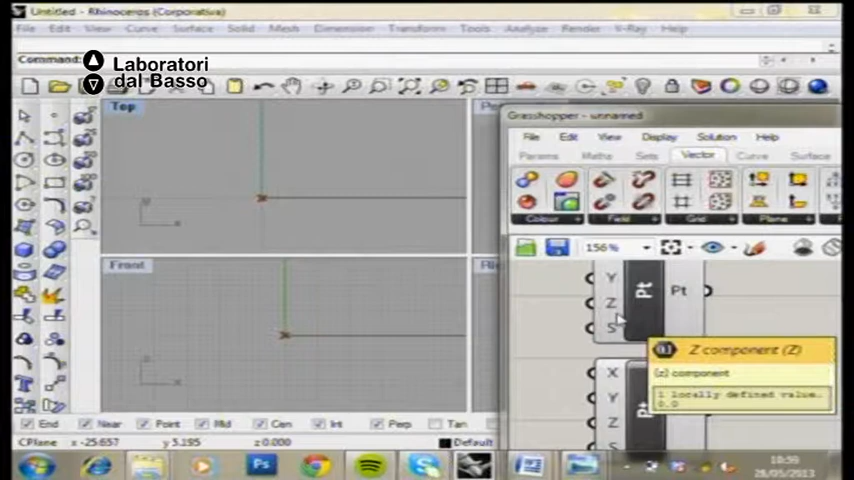 Untitled - Rhinoceros (Corporativa)
File Edit View Curve Surface Solid Mesh Dimension Transform Tools Analyze Render X-Ray Help
Command:
Laboratori
dal Basso
Top
Front
Grasshopper - unnamed
File Edit View Display Solution Help
Params Maths Sets Vector Curve Surface
Colour Field Grid Plane
156%
Y
Z
S
Pt
Pt
Z component (Z)
(z) component
1 locally defined value...
0.0
X
Y
Z
S
Pt
End Near Point Mid Cen Int Perp Tan
CPlane x -25.657 y 5.195 z 0.000 Default
Ps
10:59
28/05/2013